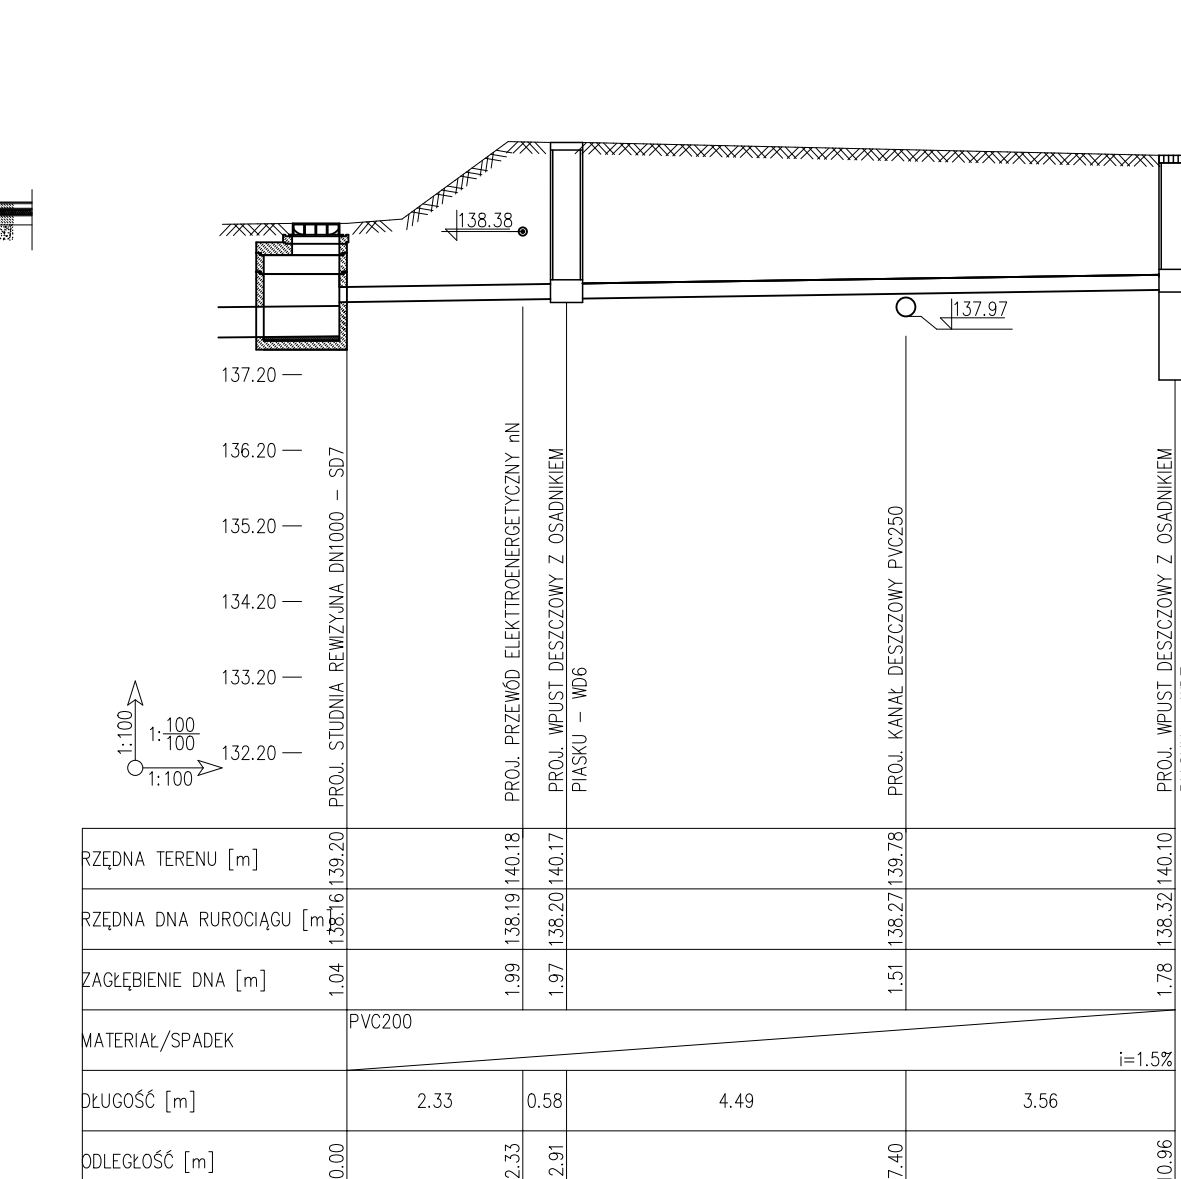 138.38
137.97
137.20
136.20
135.20
134.20
133.20
132.20
1:100
1:100
100
1:100
PROJ. STUDNIA REWIZYJNA DN1000 - SD7
PROJ. PRZEWÓD ELEKTTROENERGETYCZNY nN
PROJ. WPUST DESZCZOWY Z OSADNIKIEM
PIASKU - WD6
PROJ. KANAŁ DESZCZOWY PVC250
PROJ. WPUST DESZCZOWY Z OSADNIKIEM
RZĘDNA TERENU [m] 139.20 140.18 140.17 139.78 140.10
RZĘDNA DNA RUROCIĄGU [m] 138.16 138.19 138.20 138.27 138.32
ZAGŁĘBIENIE DNA [m] 1.04 1.99 1.97 1.51 1.78
MATERIAŁ/SPADEK PVC200 i=1.5%
DŁUGOŚĆ [m] 2.33 0.58 4.49 3.56
ODLEGŁOŚĆ [m] 0.00 2.33 2.91 7.40 10.96